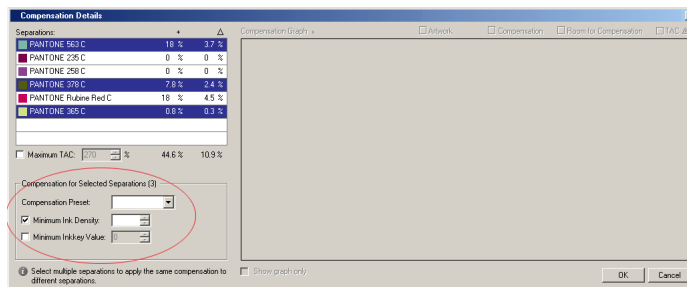 Compensation Details
Separations: + Δ
PANTONE 563 C 18 % 3.7 %
PANTONE 235 C 0 % 0 %
PANTONE 258 C 0 % 0 %
PANTONE 378 C 7.8 % 2.4 %
PANTONE Rubine Red C 18 % 4.5 %
PANTONE 365 C 0.8 % 0.3 %
Maximum TAC: 270 % 44.6 % 10.9 %
Compensation for Selected Separations (3)
Compensation Preset:
Minimum Ink Density:
Minimum Inkkey Value: 0
Select multiple separations to apply the same compensation to
different separations.
Compensation Graph + Artwork Compensation Room for Compensation TAC Δ
Show graph only
OK Cancel